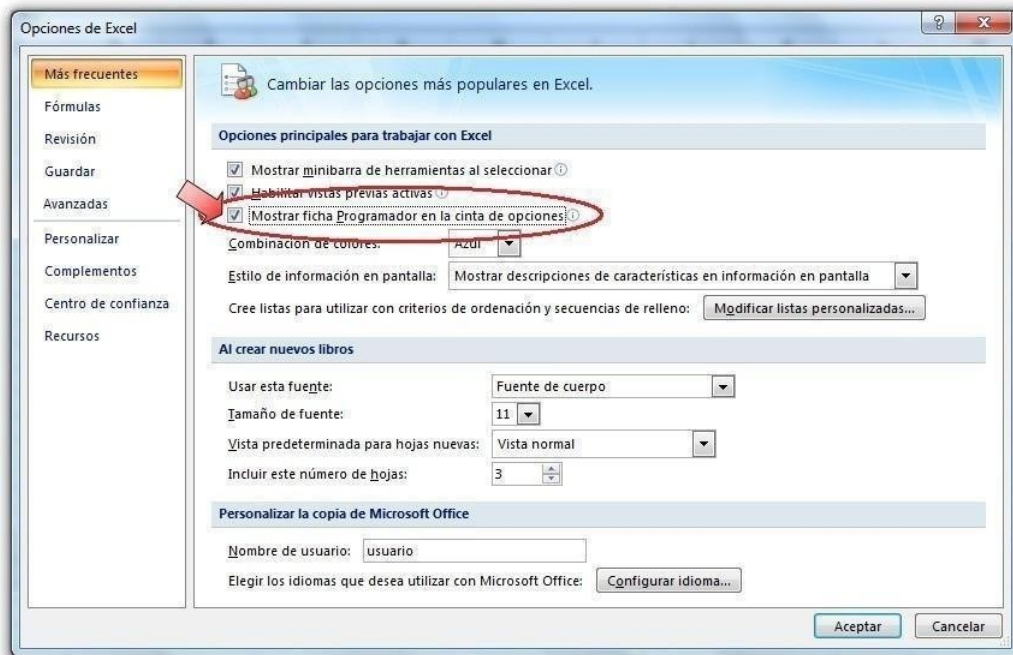 Opciones de Excel
Más frecuentes
Fórmulas
Revisión
Guardar
Avanzadas
Personalizar
Complementos
Centro de confianza
Recursos
Cambiar las opciones más populares en Excel.
Opciones principales para trabajar con Excel
Mostrar minibarra de herramientas al seleccionar
Habilitar vistas previas activas
Mostrar ficha Programador en la cinta de opciones
Combinación de colores: Azul
Estilo de información en pantalla: Mostrar descripciones de características en información en pantalla
Cree listas para utilizar con criterios de ordenación y secuencias de relleno: Modificar listas personalizadas...
Al crear nuevos libros
Usar esta fuente: Fuente de cuerpo
Tamaño de fuente: 11
Vista predeterminada para hojas nuevas: Vista normal
Incluir este número de hojas: 3
Personalizar la copia de Microsoft Office
Nombre de usuario: usuario
Elegir los idiomas que desea utilizar con Microsoft Office: Configurar idioma...
Aceptar Cancelar